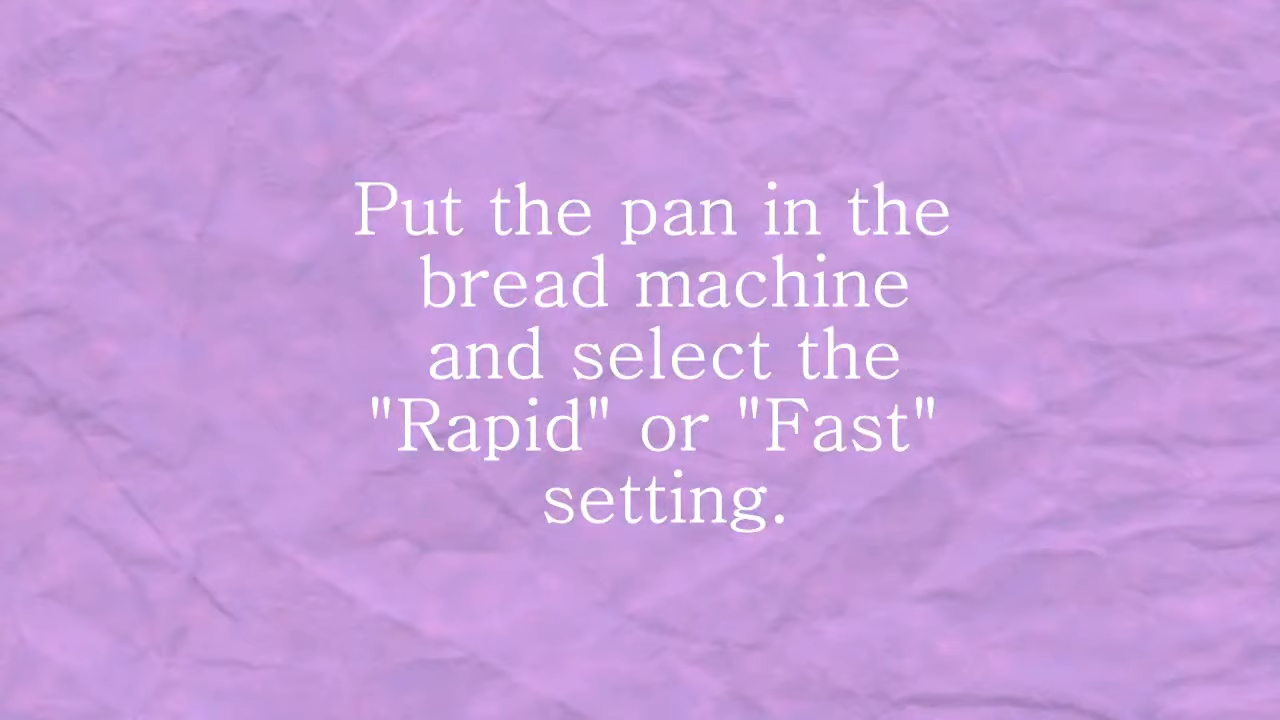 Put the pan in the
bread machine
and select the
"Rapid" or "Fast"
setting.